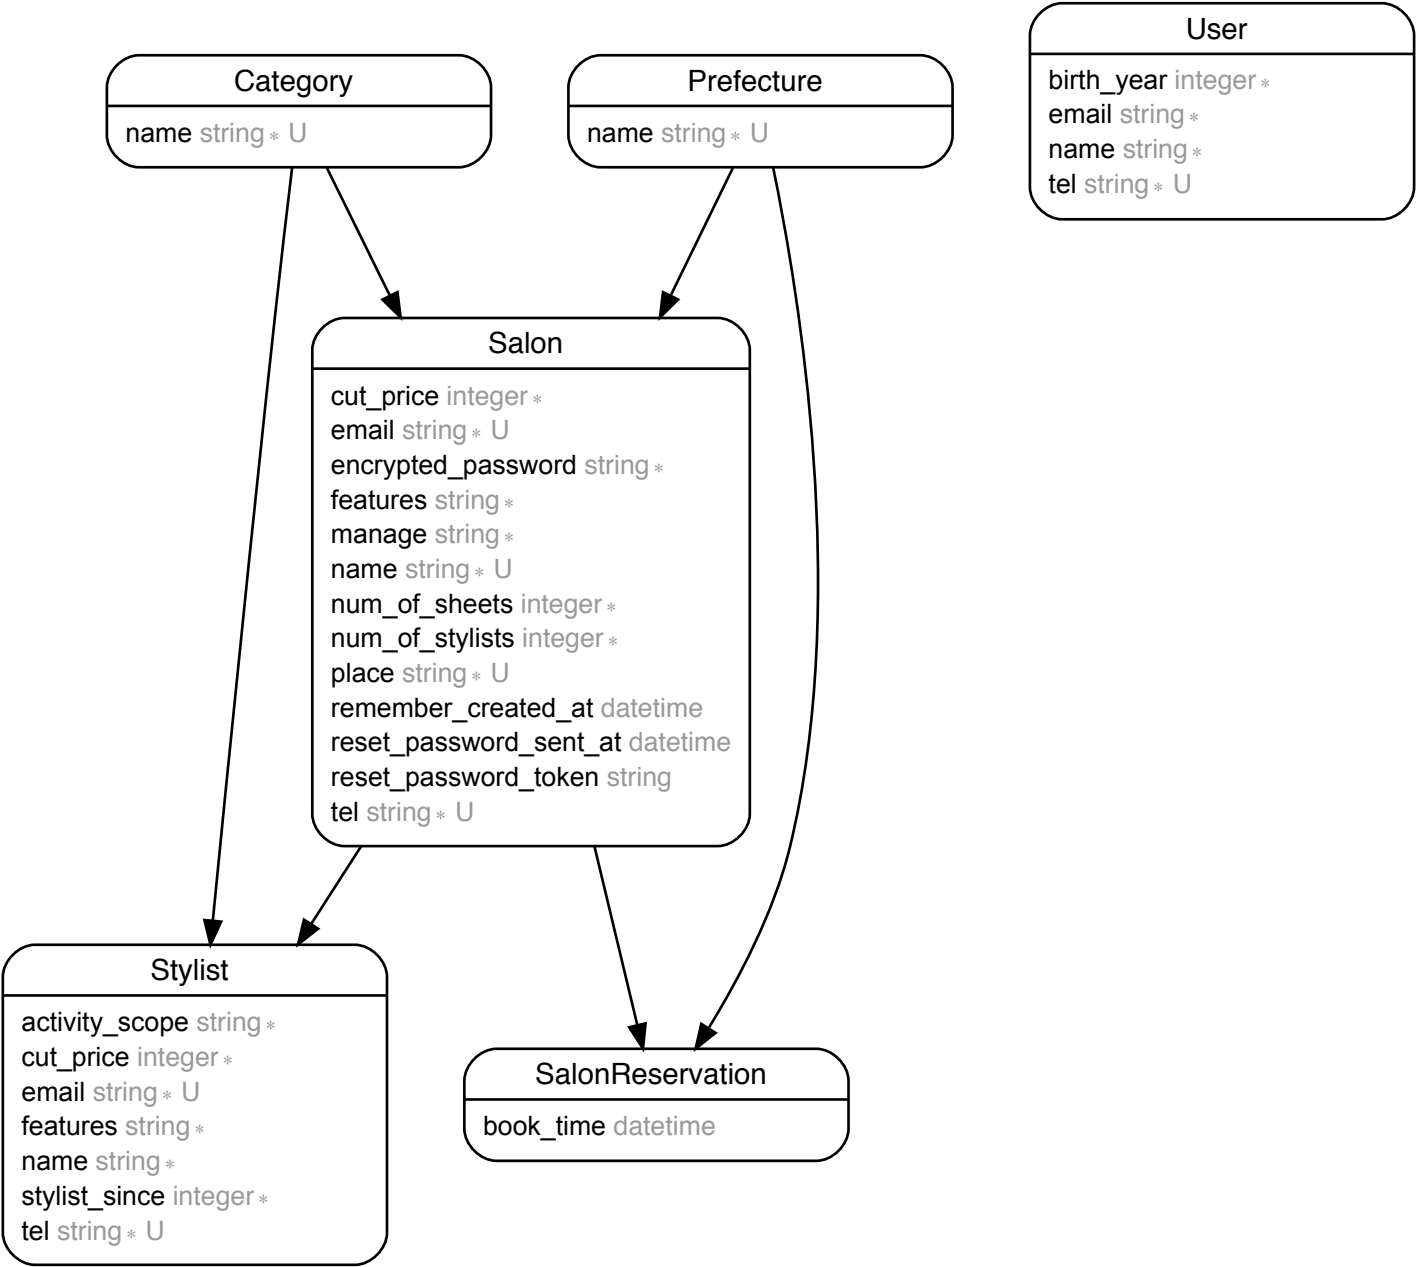 Category
name string∗ U
Prefecture
name string∗ U
User
birth_year integer∗
email string∗
name string∗
tel string∗ U
Salon
cut_price integer∗
email string∗ U
encrypted_password string∗
features string∗
manage string∗
name string∗ U
num_of_sheets integer∗
num_of_stylists integer∗
place string∗ U
remember_created_at datetime
reset_password_sent_at datetime
reset_password_token string
tel string∗ U
Stylist
activity_scope string∗
cut_price integer∗
email string∗ U
features string∗
name string∗
stylist_since integer∗
tel string∗ U
SalonReservation
book_time datetime